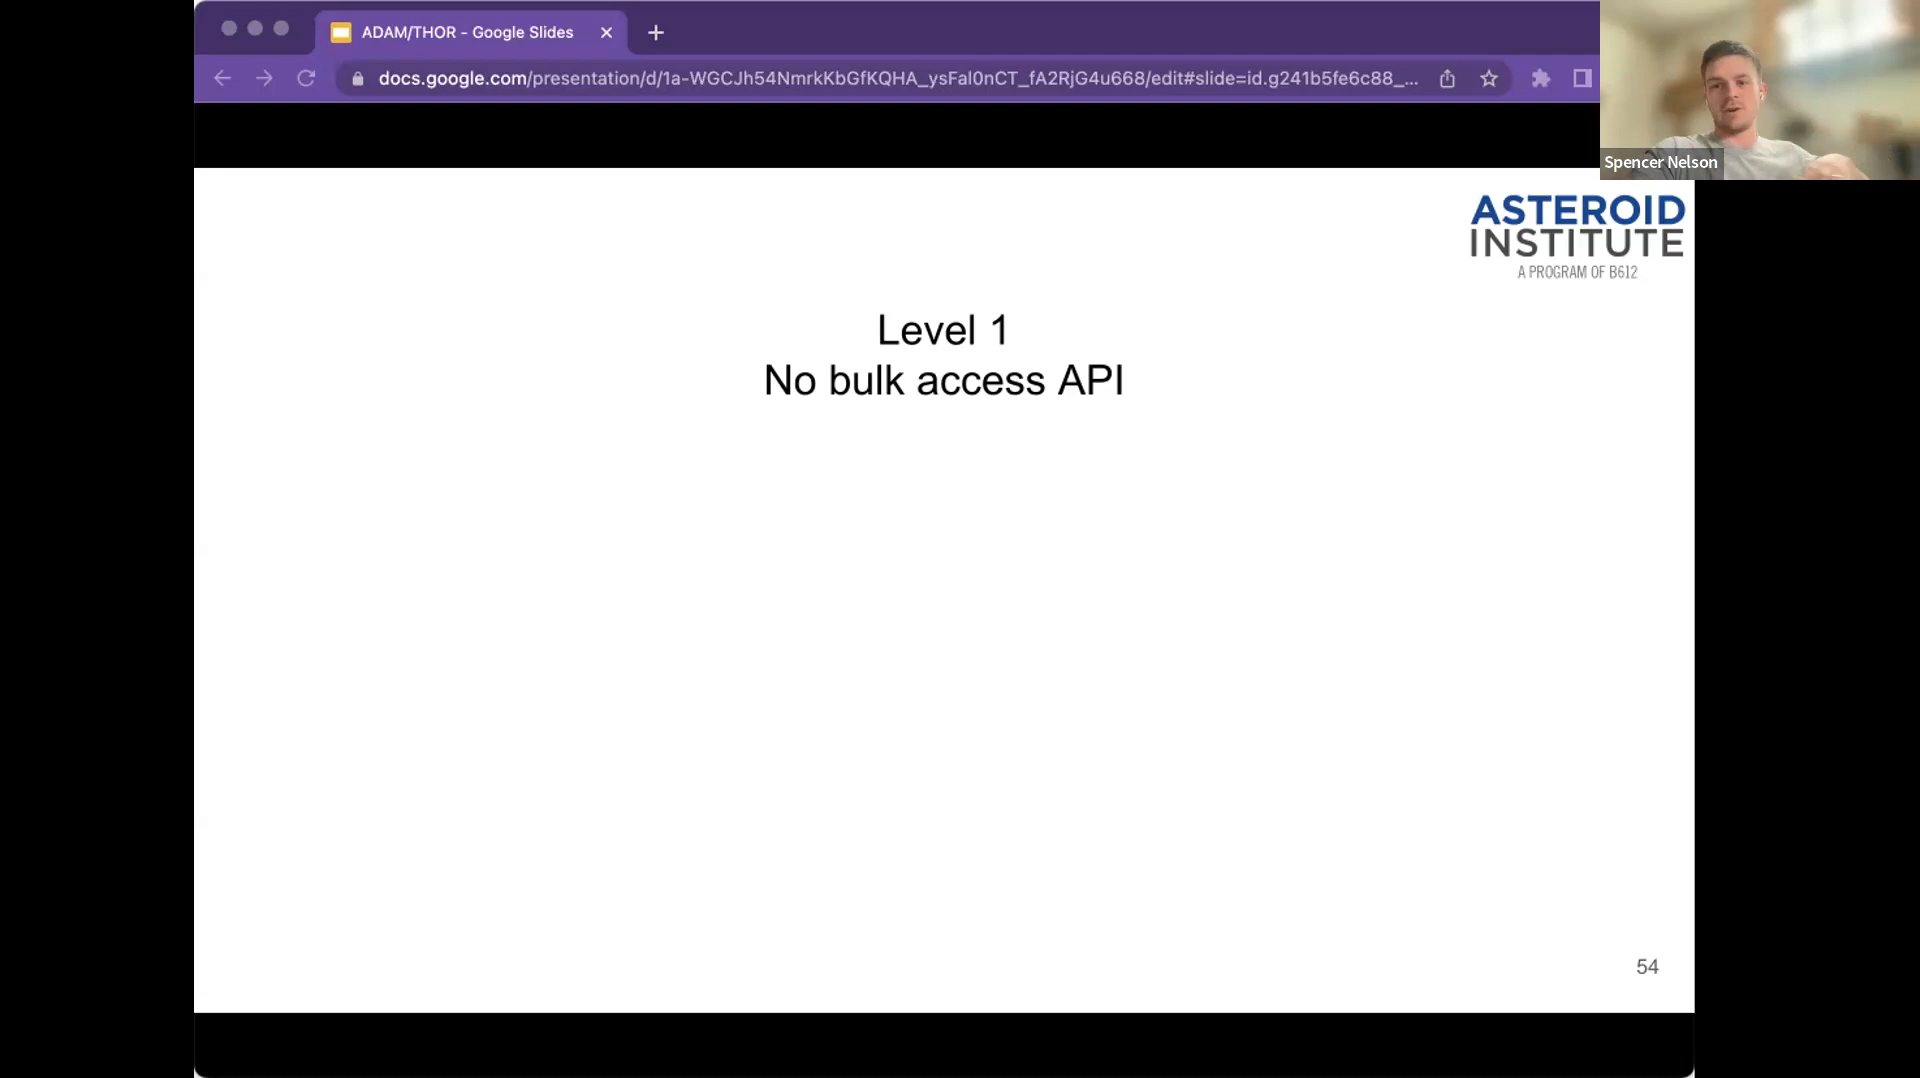 ADAM/THOR - Google Slides
docs.google.com/presentation/d/1a-WGCJh54NmrkKbGfKQHA_ysFal0nCT_fA2RjG4u668/edit#slide=id.g241b5fe6c88_...
Spencer Nelson
ASTEROID
INSTITUTE
A PROGRAM OF B612
Level 1
No bulk access API
54